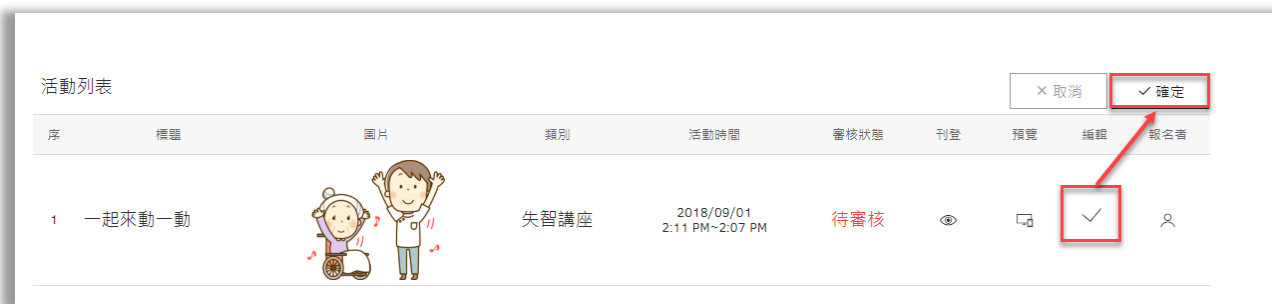 活動列表
× 取消
✓ 確定
序 標題 圖片 類別 活動時間 審核狀態 刊登 預覽 編輯 報名者
1 一起來動一動 失智講座 2018/09/01 待審核
2:11 PM~2:07 PM